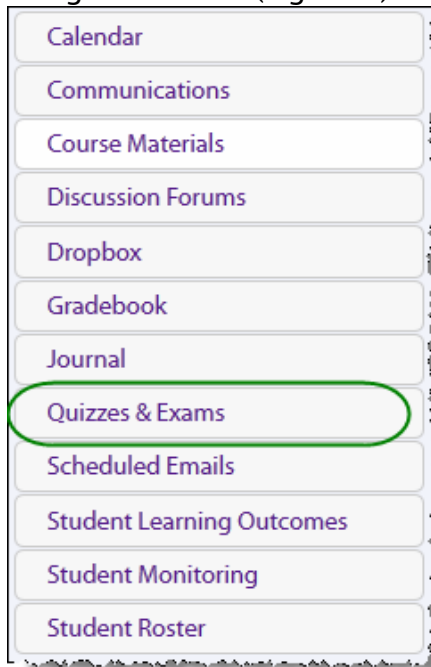 Calendar
Communications
Course Materials
Discussion Forums
Dropbox
Gradebook
Journal
Quizzes & Exams
Scheduled Emails
Student Learning Outcomes
Student Monitoring
Student Roster